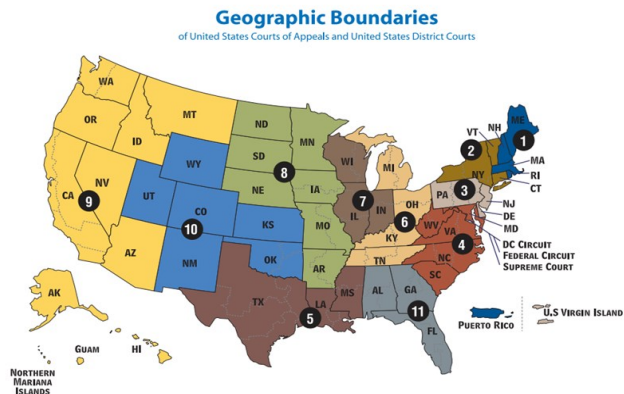 Geographic Boundaries
of United States Courts of Appeals and United States District Courts
WA
MT
ND
MN
VT
NH
ME
1
OR
ID
WY
SD
WI
MI
2
NY
MA
RI
CT
NV
CA
9
UT
CO
10
NE
8
IA
7
IL
IN
OH
6
PA
3
NJ
DE
MD
KS
MO
KY
WV
VA
4
DC CIRCUIT
FEDERAL CIRCUIT
SUPREME COURT
AZ
NM
OK
AR
TN
NC
SC
TX
LA
5
MS
AL
GA
11
FL
AK
HI
GUAM
NORTHERN
MARIANA
ISLANDS
PUERTO RICO
U.S VIRGIN ISLAND